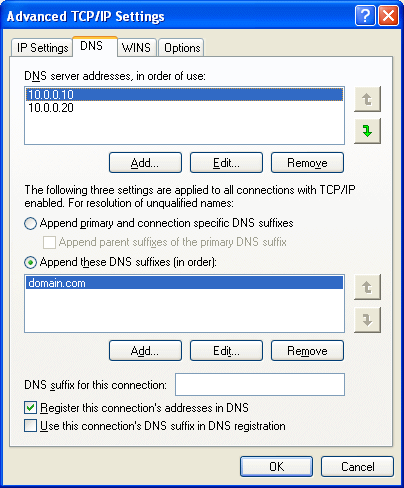 Advanced TCP/IP Settings
IP Settings DNS WINS Options
DNS server addresses, in order of use:
10.0.0.10
10.0.0.20
Add... Edit... Remove
The following three settings are applied to all connections with TCP/IP
enabled. For resolution of unqualified names:
Append primary and connection specific DNS suffixes
Append parent suffixes of the primary DNS suffix
Append these DNS suffixes (in order):
domain.com
Add... Edit... Remove
DNS suffix for this connection:
Register this connection's addresses in DNS
Use this connection's DNS suffix in DNS registration
OK Cancel